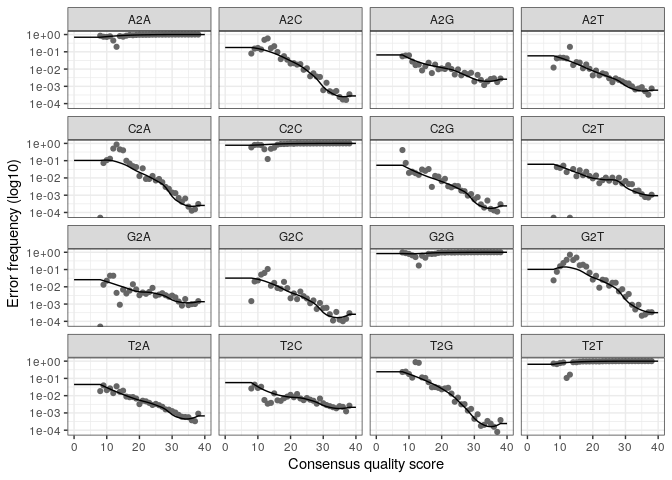 A2A A2C A2G A2T
1e+00
1e-01
1e-02
1e-03
1e-04
C2A C2C C2G C2T
1e+00
1e-01
1e-02
1e-03
1e-04
G2A G2C G2G G2T
1e+00
1e-01
1e-02
1e-03
1e-04
T2A T2C T2G T2T
1e+00
1e-01
1e-02
1e-03
1e-04
0 10 20 30 40 0 10 20 30 40 0 10 20 30 40 0 10 20 30 40
Consensus quality score
Error frequency (log10)